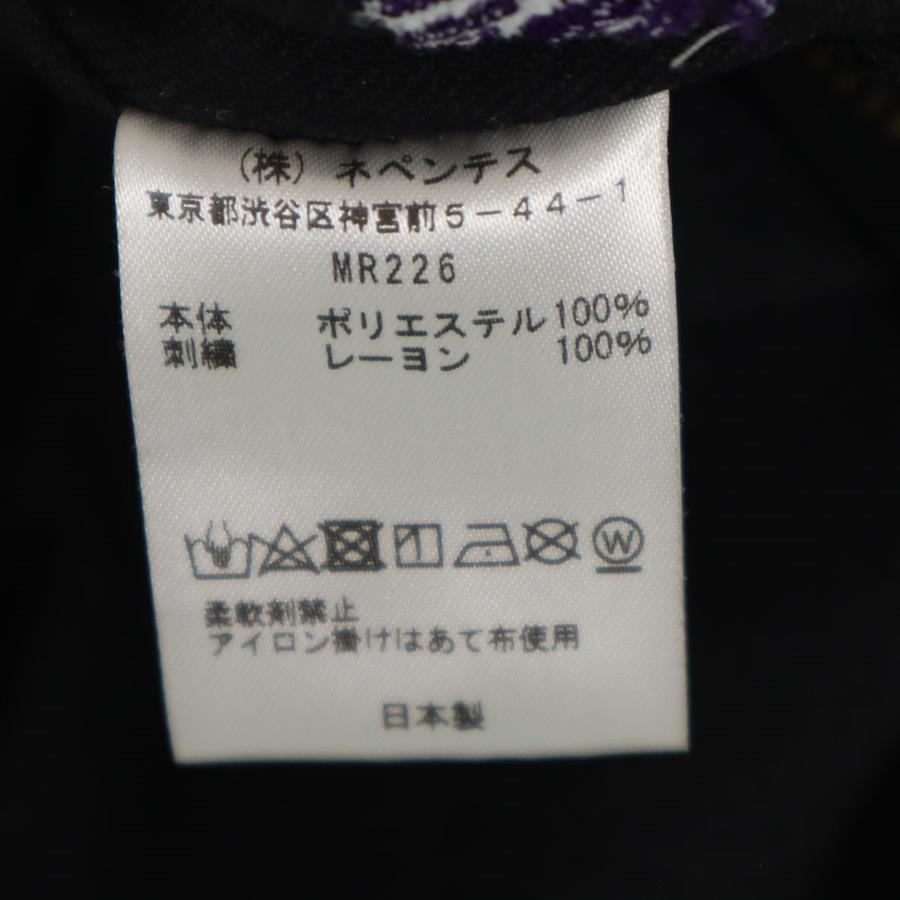 (株) ネペンテス
東京都渋谷区神宮前5-44-1
MR226
本体 ポリエステル100%
刺繍 レーヨン 100%
W
柔軟剤禁止
アイロン掛けはあて布使用
日本製